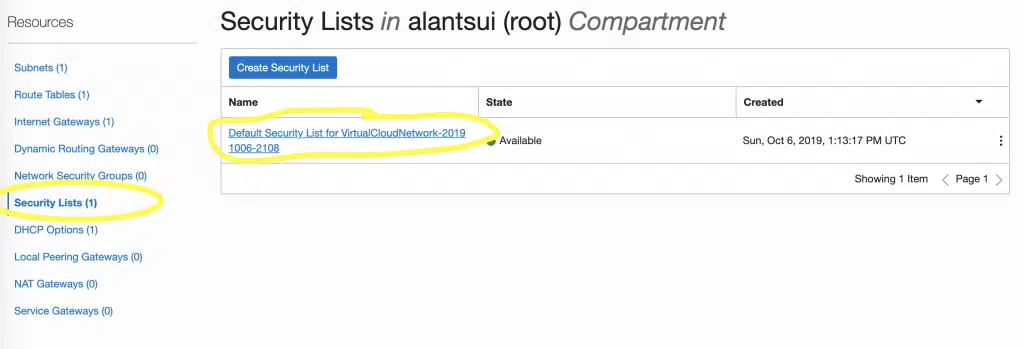 Resources
Subnets (1)
Route Tables (1)
Internet Gateways (1)
Dynamic Routing Gateways (0)
Network Security Groups (0)
Security Lists (1)
DHCP Options (1)
Local Peering Gateways (0)
NAT Gateways (0)
Service Gateways (0)
Security Lists in alantsui (root) Compartment
Create Security List
Name State Created
Default Security List for VirtualCloudNetwork-2019
1006-2108
Available
Sun, Oct 6, 2019, 1:13:17 PM UTC
Showing 1 Item Page 1